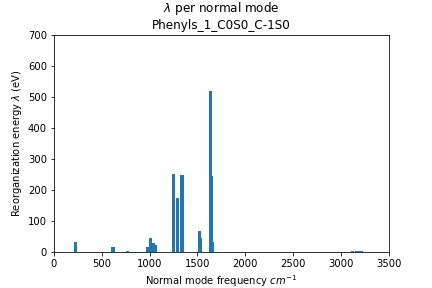 λ per normal mode
Phenyls_1_C0S0_C-1S0
Reorganization energy λ (eV)
700
600
500
400
300
200
100
0
0 500 1000 1500 2000 2500 3000 3500
Normal mode frequency cm⁻¹